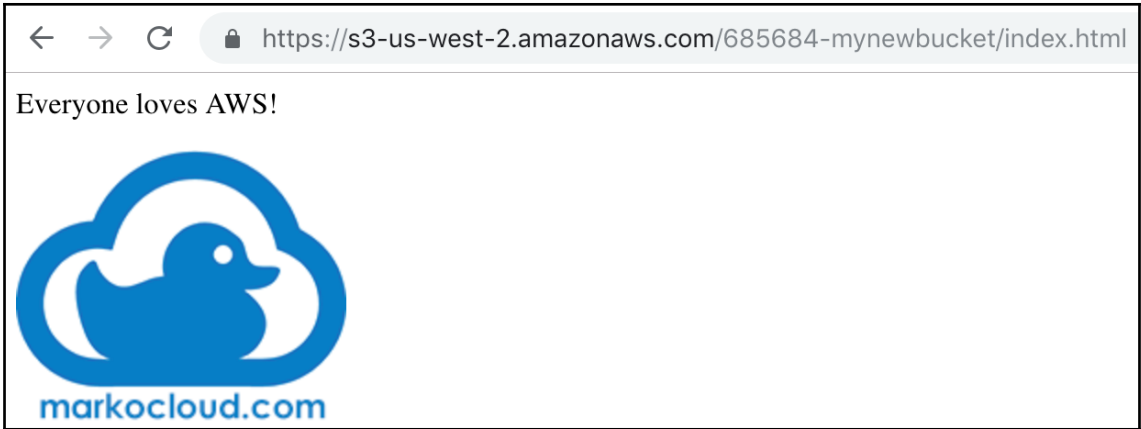 https://s3-us-west-2.amazonaws.com/685684-mynewbucket/index.html
Everyone loves AWS!
markocloud.com